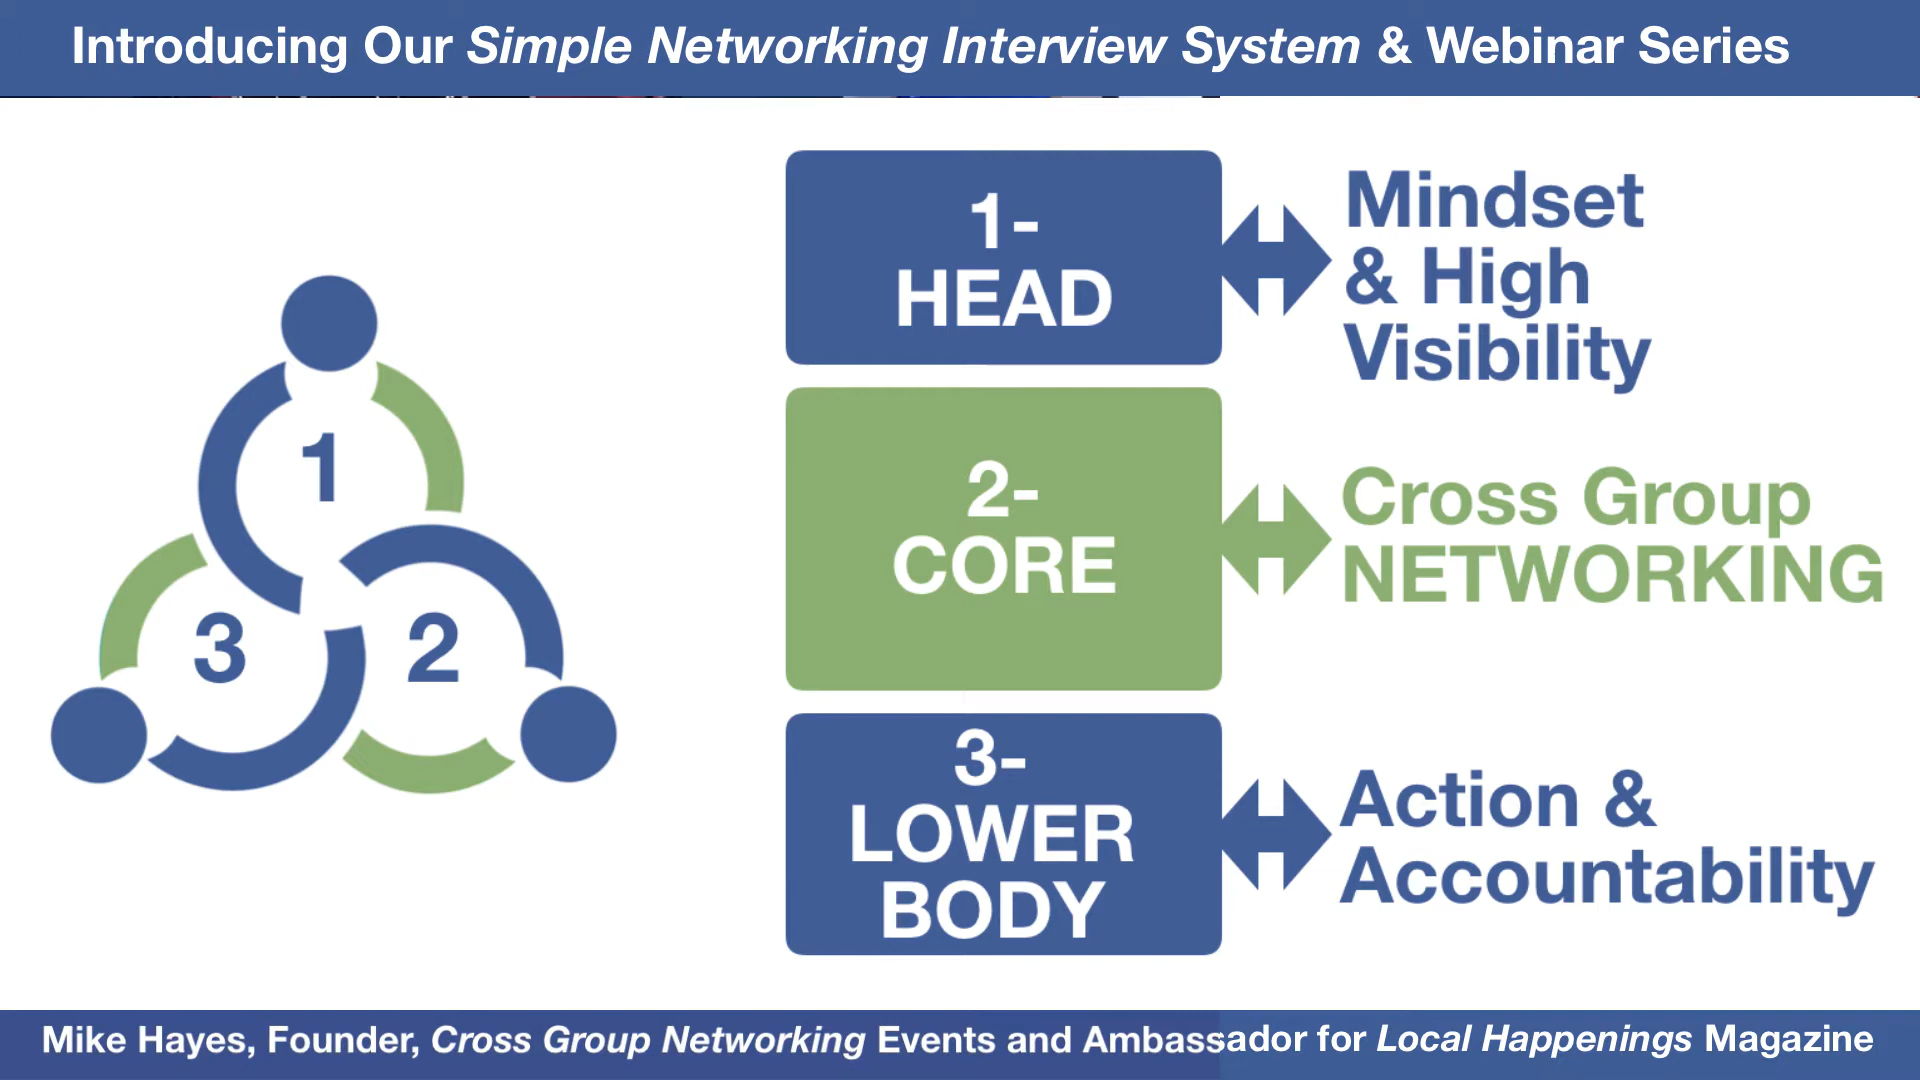 Introducing Our Simple Networking Interview System & Webinar Series
1
3
2
1-
HEAD
Mindset
& High
Visibility
2-
CORE
Cross Group
NETWORKING
3-
LOWER
BODY
Action &
Accountability
Mike Hayes, Founder, Cross Group Networking Events and Ambassador for Local Happenings Magazine